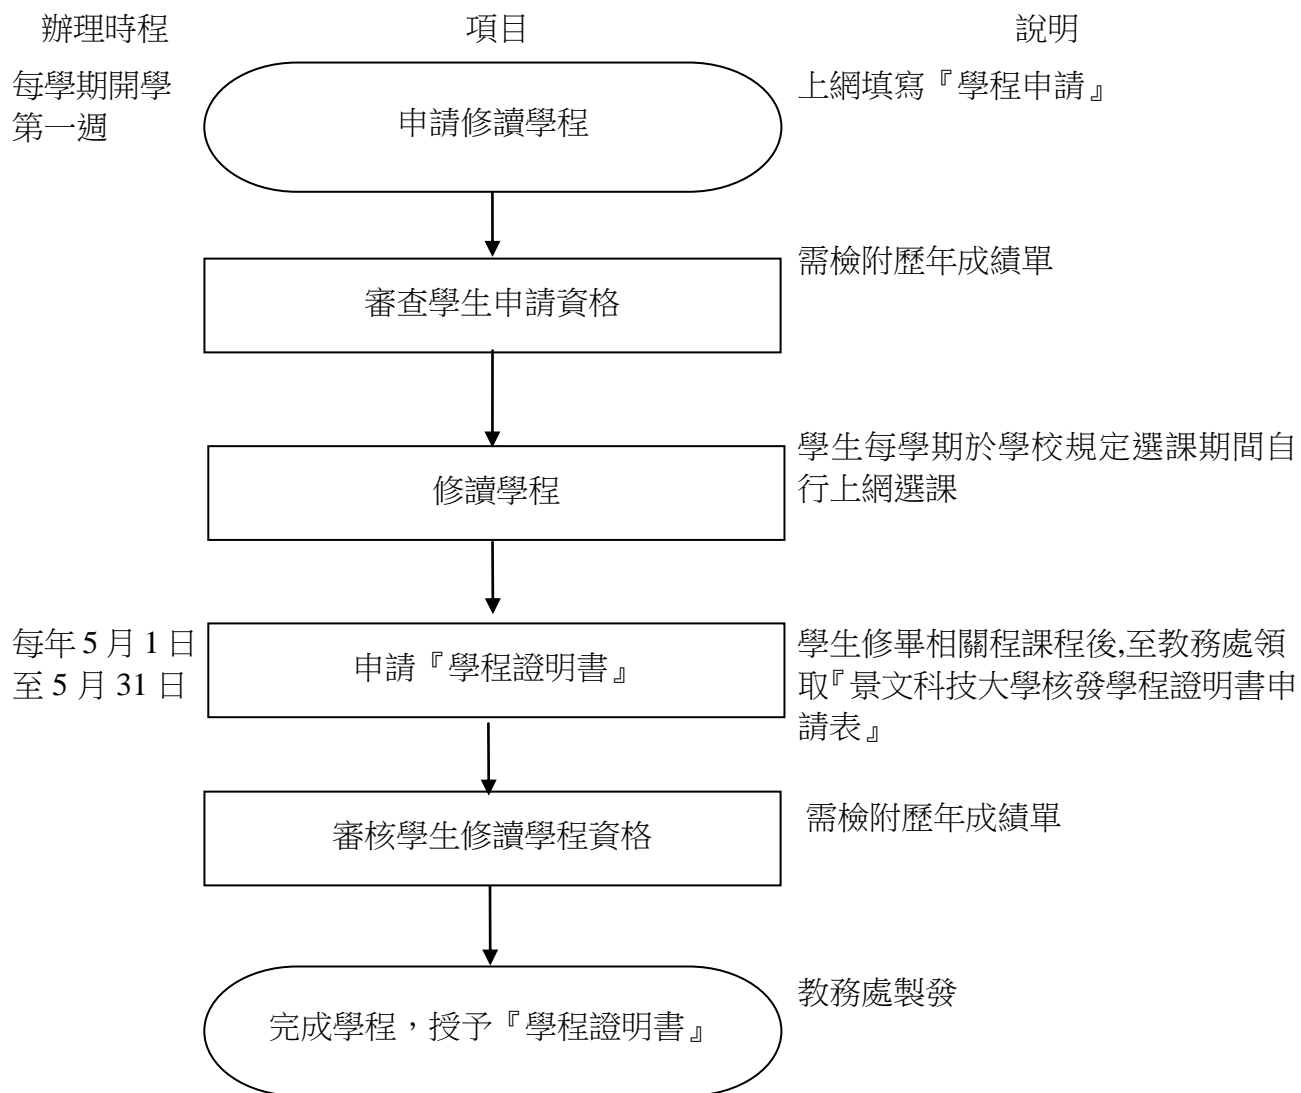 辦理時程 項目 說明
每學期開學
第一週
申請修讀學程
上網填寫『學程申請』
審查學生申請資格
需檢附歷年成績單
修讀學程
學生每學期於學校規定選課期間自
行上網選課
每年 5 月 1 日
至 5 月 31 日
申請『學程證明書』
學生修畢相關程課程後,至教務處領
取『景文科技大學核發學程證明書申
請表』
審核學生修讀學程資格
需檢附歷年成績單
完成學程，授予『學程證明書』
教務處製發